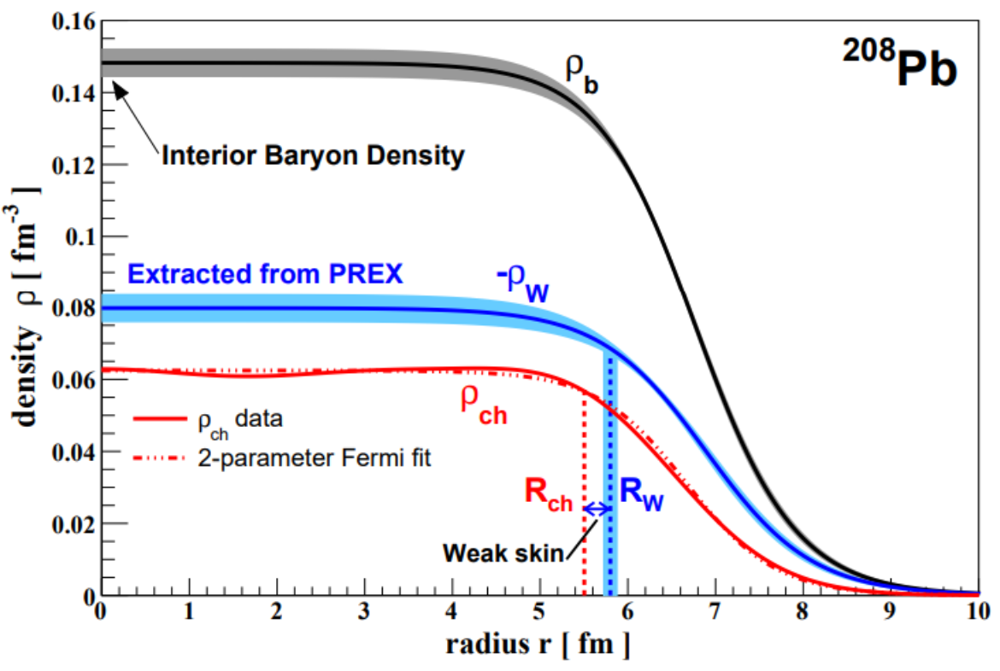 0.16
0.14
0.12
0.1
0.08
0.06
0.04
0.02
0
density ρ [ fm⁻³ ]
²⁰⁸Pb
ρb
Interior Baryon Density
Extracted from PREX
-ρW
ρch
ρch data
2-parameter Fermi fit
Rch
RW
Weak skin
0 1 2 3 4 5 6 7 8 9 10
radius r [ fm ]